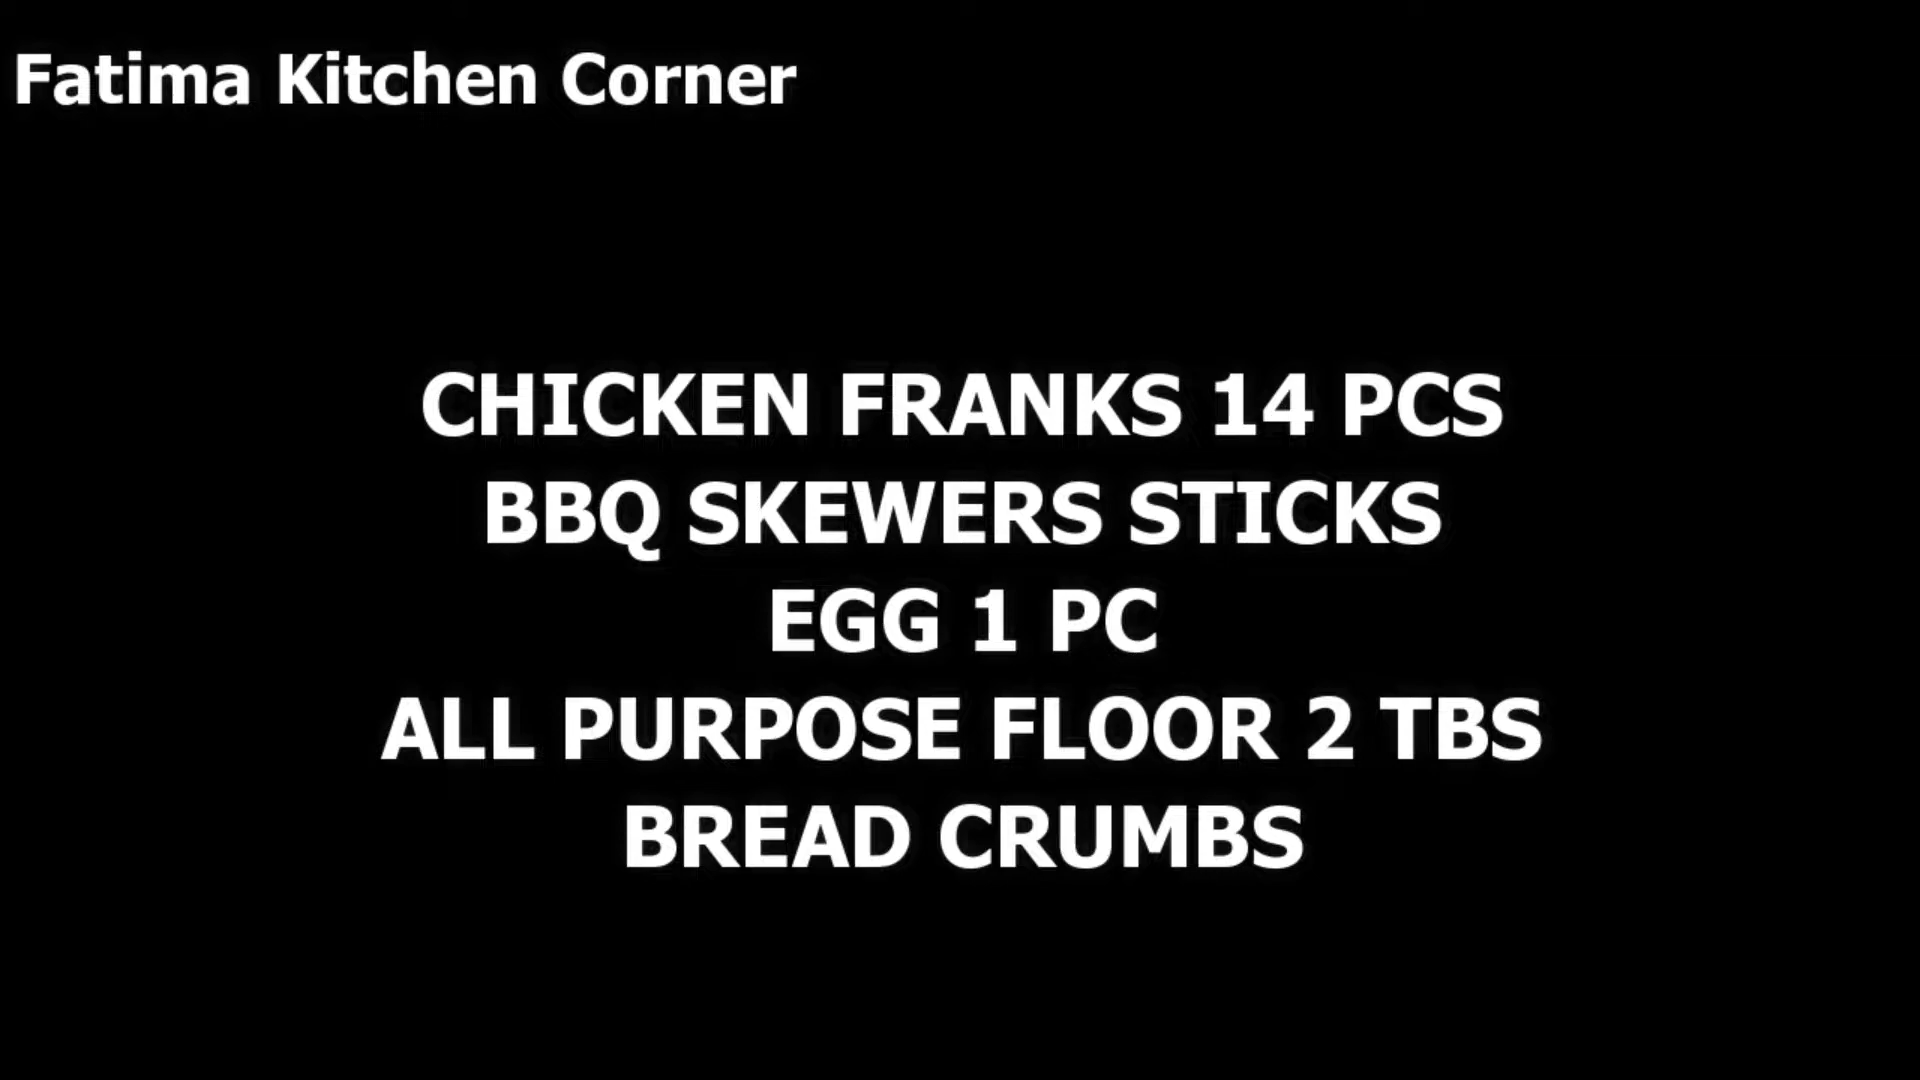 Fatima Kitchen Corner
CHICKEN FRANKS 14 PCS
BBQ SKEWERS STICKS
EGG 1 PC
ALL PURPOSE FLOOR 2 TBS
BREAD CRUMBS